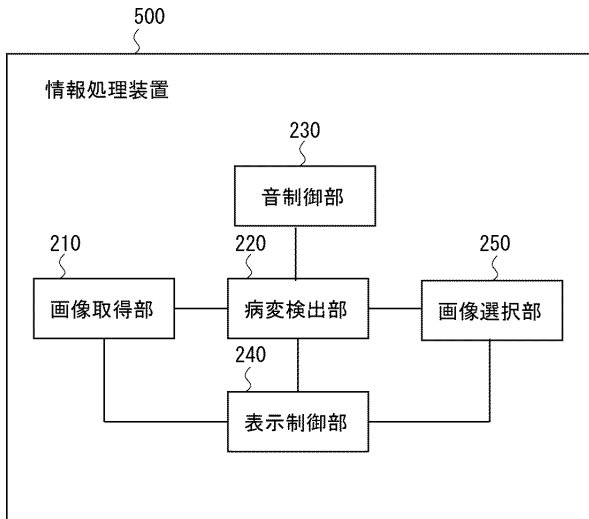 500
情報処理装置
230
音制御部
210
220
250
画像取得部
病変検出部
画像選択部
240
表示制御部